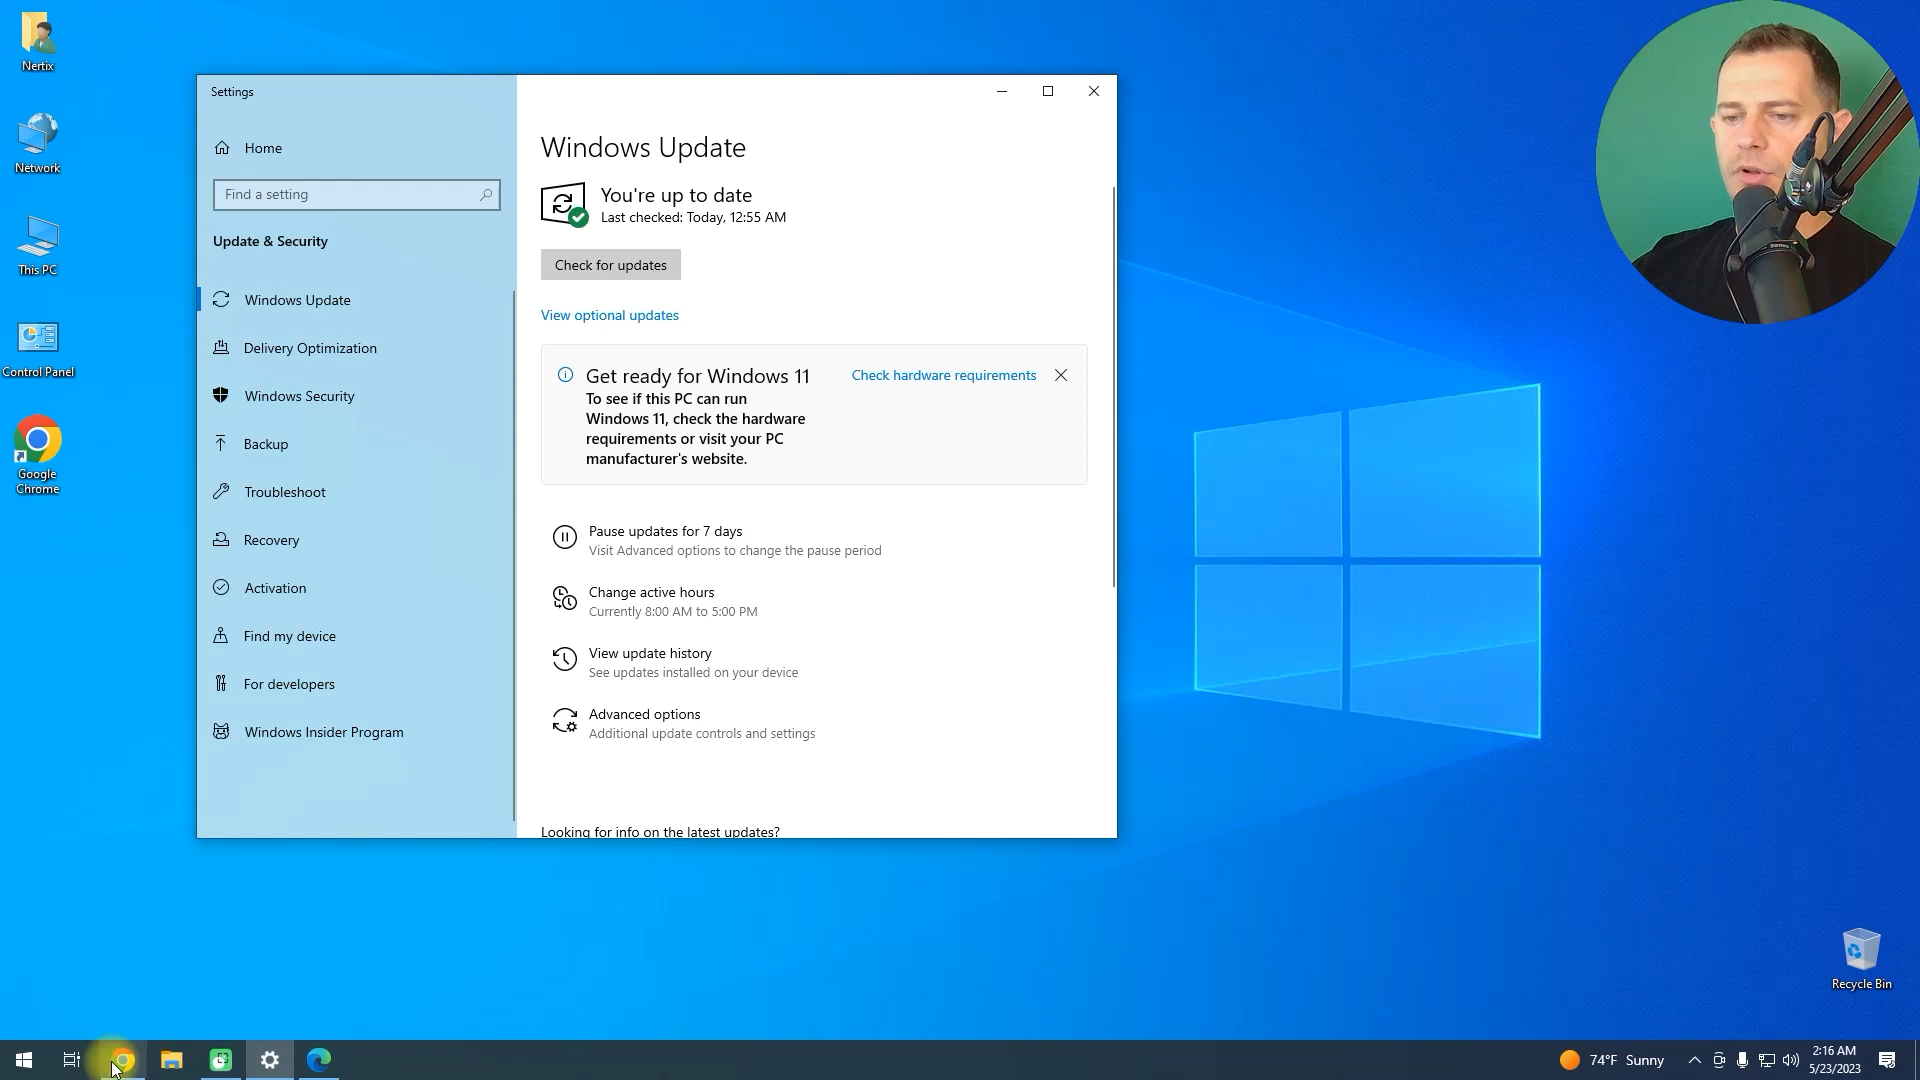 Nertix
Network
This PC
Control Panel
Google
Chrome
Settings
Home
Find a setting
Update & Security
Windows Update
Delivery Optimization
Windows Security
Backup
Troubleshoot
Recovery
Activation
Find my device
For developers
Windows Insider Program
Windows Update
You're up to date
Last checked: Today, 12:55 AM
Check for updates
View optional updates
Get ready for Windows 11
Check hardware requirements
To see if this PC can run
Windows 11, check the hardware
requirements or visit your PC
manufacturer's website.
Pause updates for 7 days
Visit Advanced options to change the pause period
Change active hours
Currently 8:00 AM to 5:00 PM
View update history
See updates installed on your device
Advanced options
Additional update controls and settings
Looking for info on the latest updates?
Recycle Bin
74°F Sunny
2:16 AM
5/23/2023